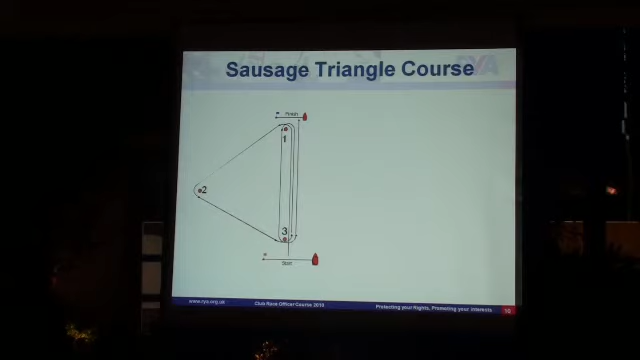 Sausage Triangle Course
Finish
1
2
3
Start
www.rya.org.uk
Club Race Officer Course 2010
Protecting your Rights, Promoting your Interests
10